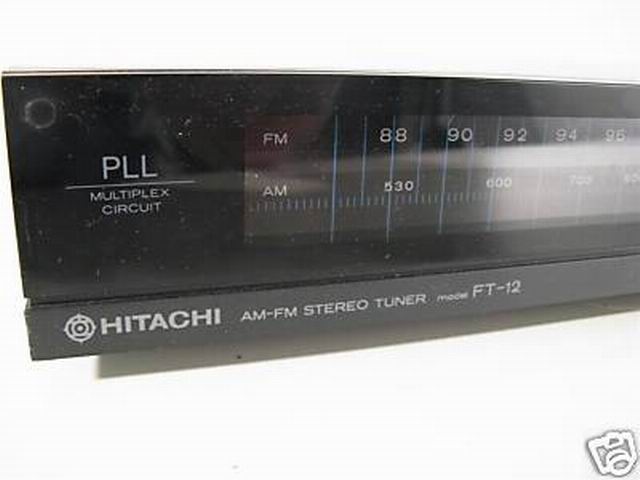 PLL
MULTIPLEX
CIRCUIT
FM 88 90 92 94 96
AM 530 600 700
HITACHI AM-FM STEREO TUNER model FT-12